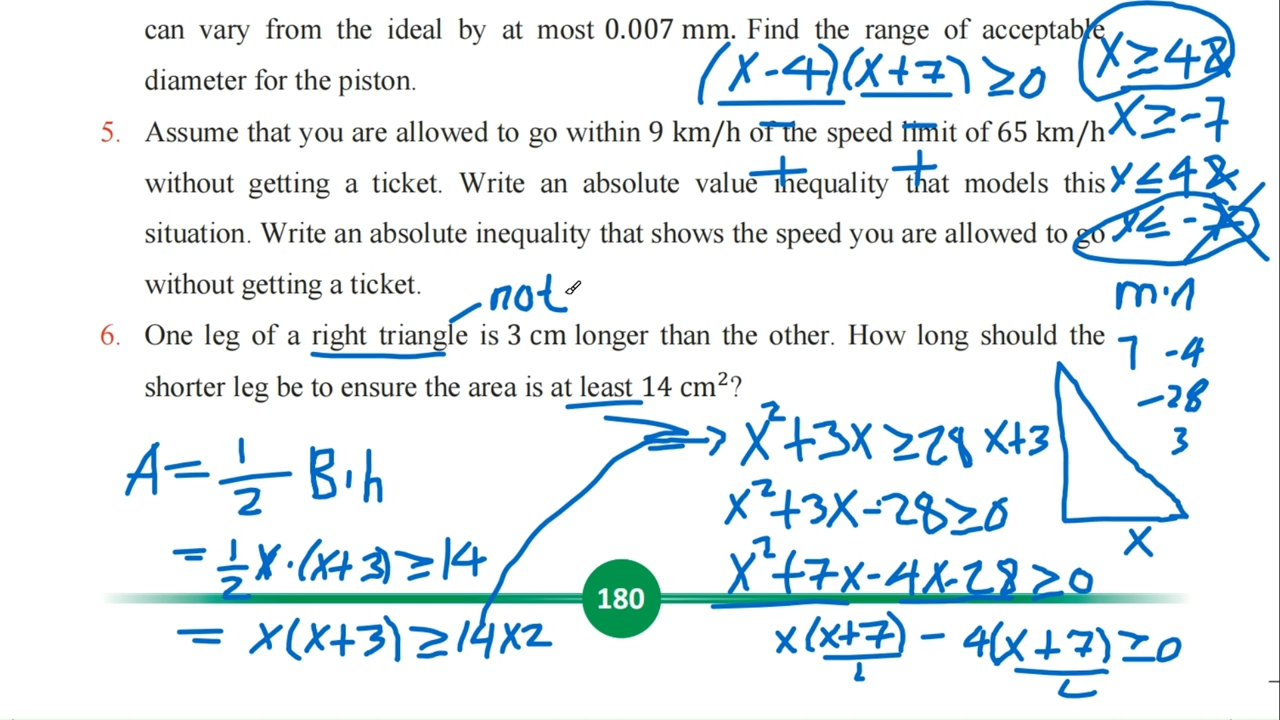 can vary from the ideal by at most 0.007 mm. Find the range of acceptable
diameter for the piston.
(x-4)(x+7) ≥0
- -
+ +
x≥4 &
x≥-7
x≤4 &
x≤ -7
5. Assume that you are allowed to go within 9 km/h of the speed limit of 65 km/h
without getting a ticket. Write an absolute value inequality that models this
situation. Write an absolute inequality that shows the speed you are allowed to go
without getting a ticket.
not
6. One leg of a right triangle is 3 cm longer than the other. How long should the
shorter leg be to ensure the area is at least 14 cm²?
m·n
7 -4
-28
3
A= 1/2 B·h
= 1/2 x·(x+3)≥14
= x(x+3)≥14x2
x²+3x≥28
x²+3x-28≥0
x²+7x-4x-28≥0
x(x+7) - 4(x+7)≥0
x+3
x
180